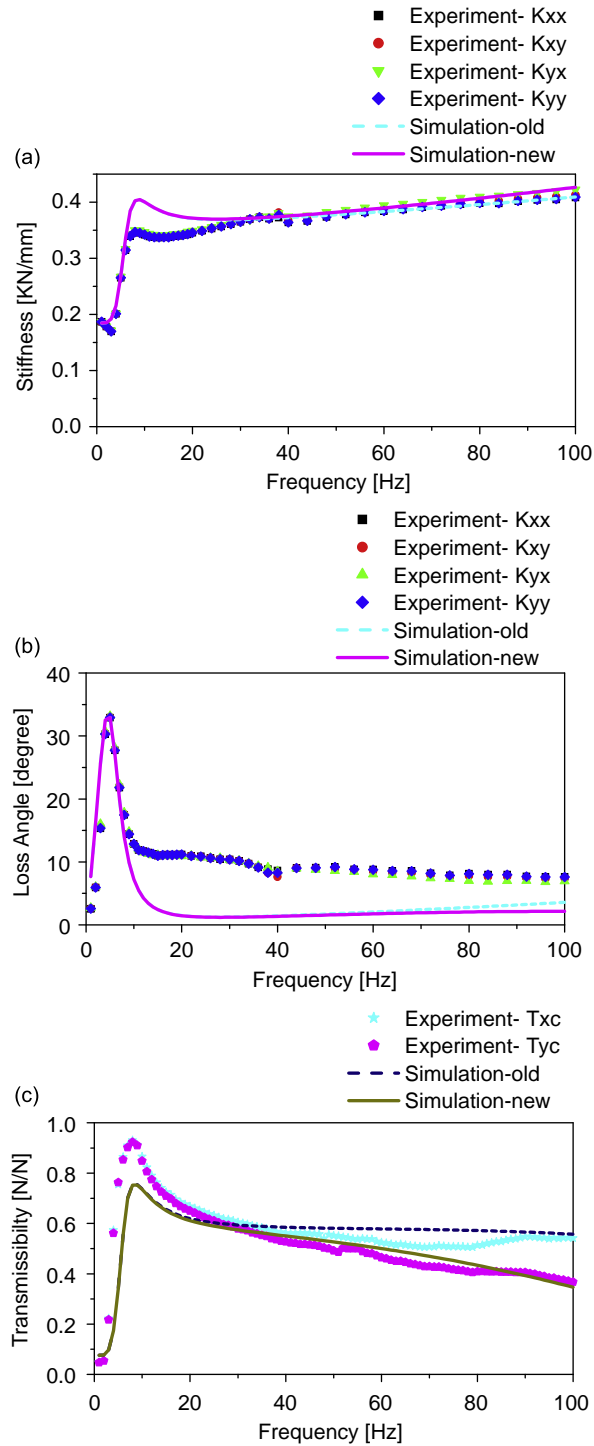 Experiment- Kxx
Experiment- Kxy
Experiment- Kyx
Experiment- Kyy
Simulation-old
Simulation-new
(a)
Stiffness [KN/mm]
0.4
0.3
0.2
0.1
0.0
0 20 40 60 80 100
Frequency [Hz]
Experiment- Kxx
Experiment- Kxy
Experiment- Kyx
Experiment- Kyy
Simulation-old
Simulation-new
(b)
Loss Angle [degree]
40
30
20
10
0
0 20 40 60 80 100
Frequency [Hz]
Experiment- Txc
Experiment- Tyc
Simulation-old
Simulation-new
(c)
Transmissibilty [N/N]
1.0
0.8
0.6
0.4
0.2
0.0
0 20 40 60 80 100
Frequency [Hz]